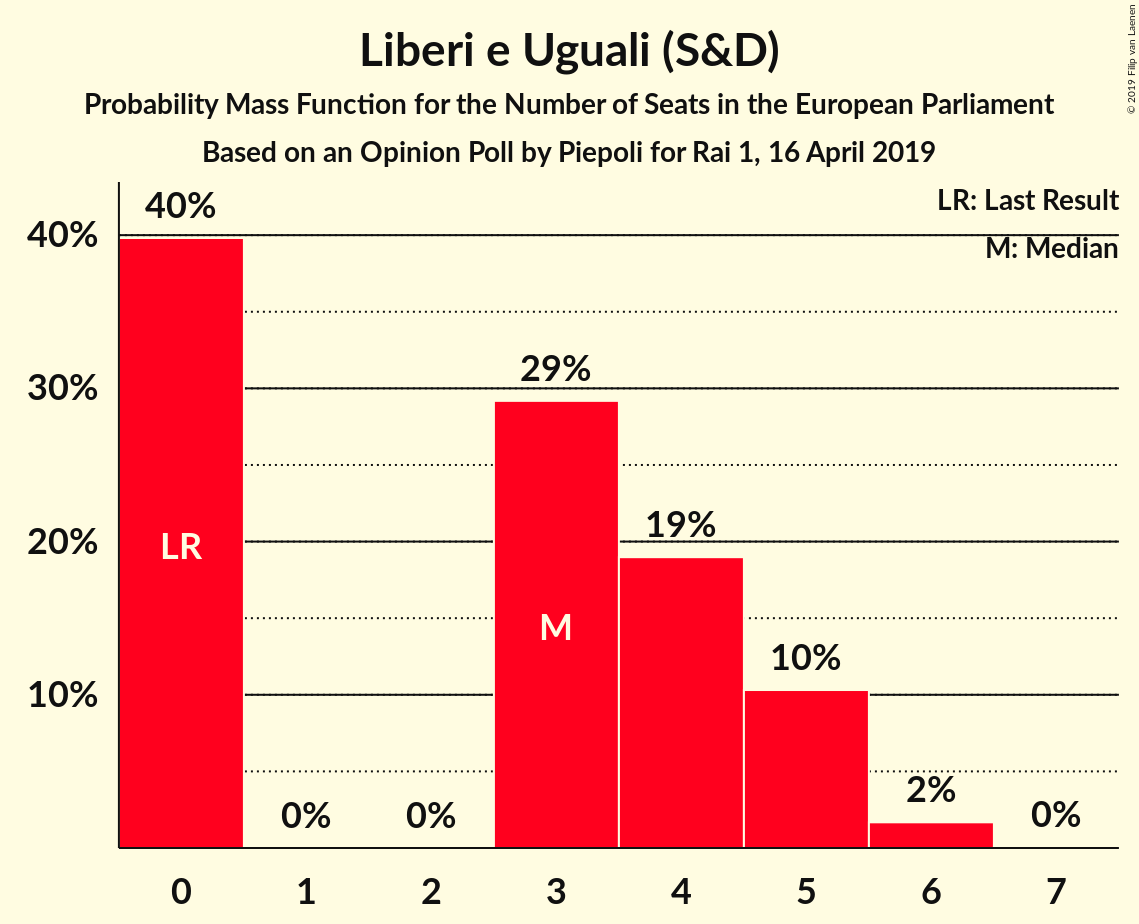 Liberi e Uguali (S&D)
Probability Mass Function for the Number of Seats in the European Parliament
Based on an Opinion Poll by Piepoli for Rai 1, 16 April 2019
© 2019 Filip van Laenen
LR: Last Result
M: Median
40%
30%
20%
10%
40%
0%
0%
29%
19%
10%
2%
0%
LR
M
0 1 2 3 4 5 6 7